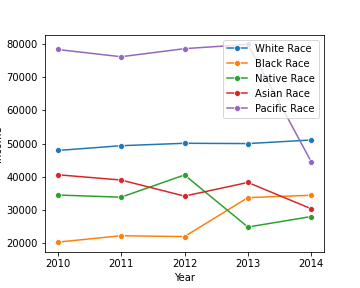 80000
70000
60000
50000
40000
30000
20000
2010 2011 2012 2013 2014
Year
White Race
Black Race
Native Race
Asian Race
Pacific Race